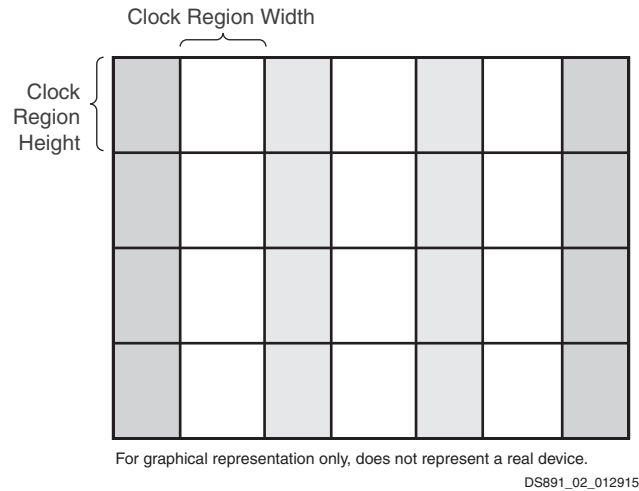 Clock Region Width
Clock
Region
Height
For graphical representation only, does not represent a real device.
DS891_02_012915